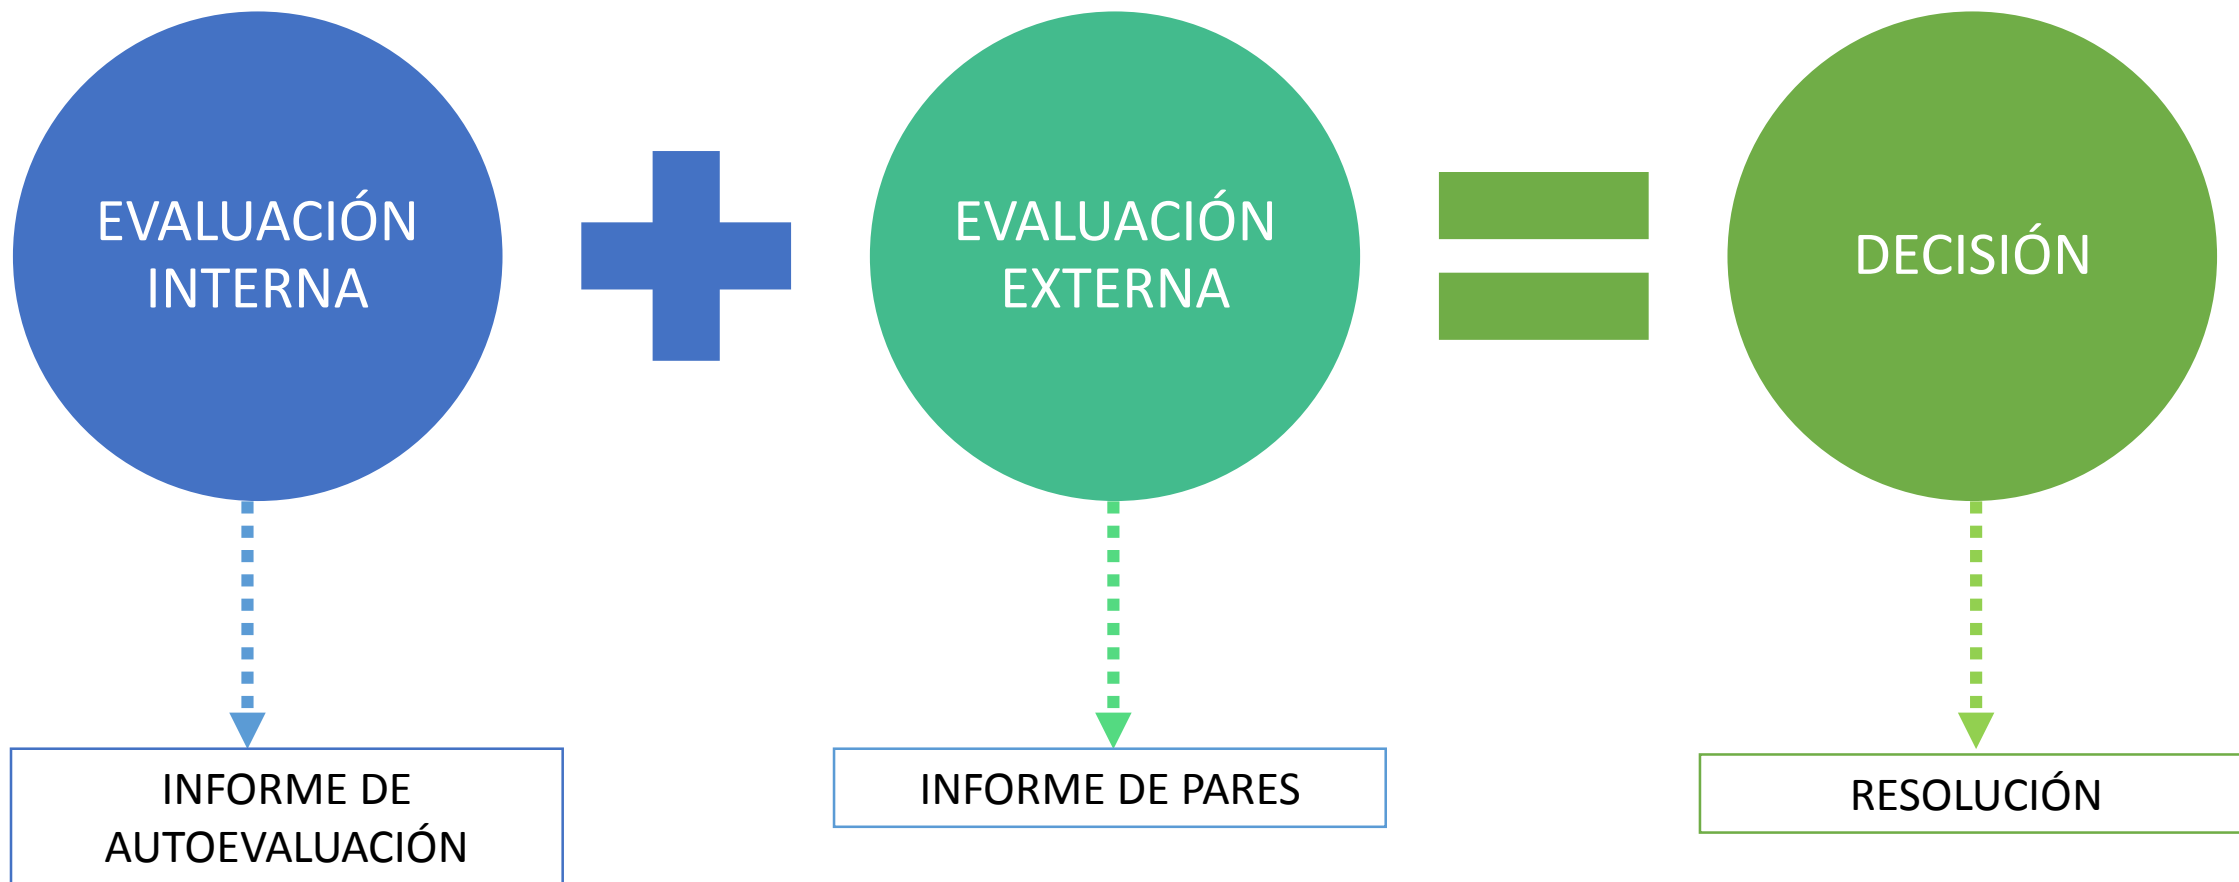 EVALUACIÓN
INTERNA
EVALUACIÓN
EXTERNA
DECISIÓN
INFORME DE
AUTOEVALUACIÓN
INFORME DE PARES
RESOLUCIÓN